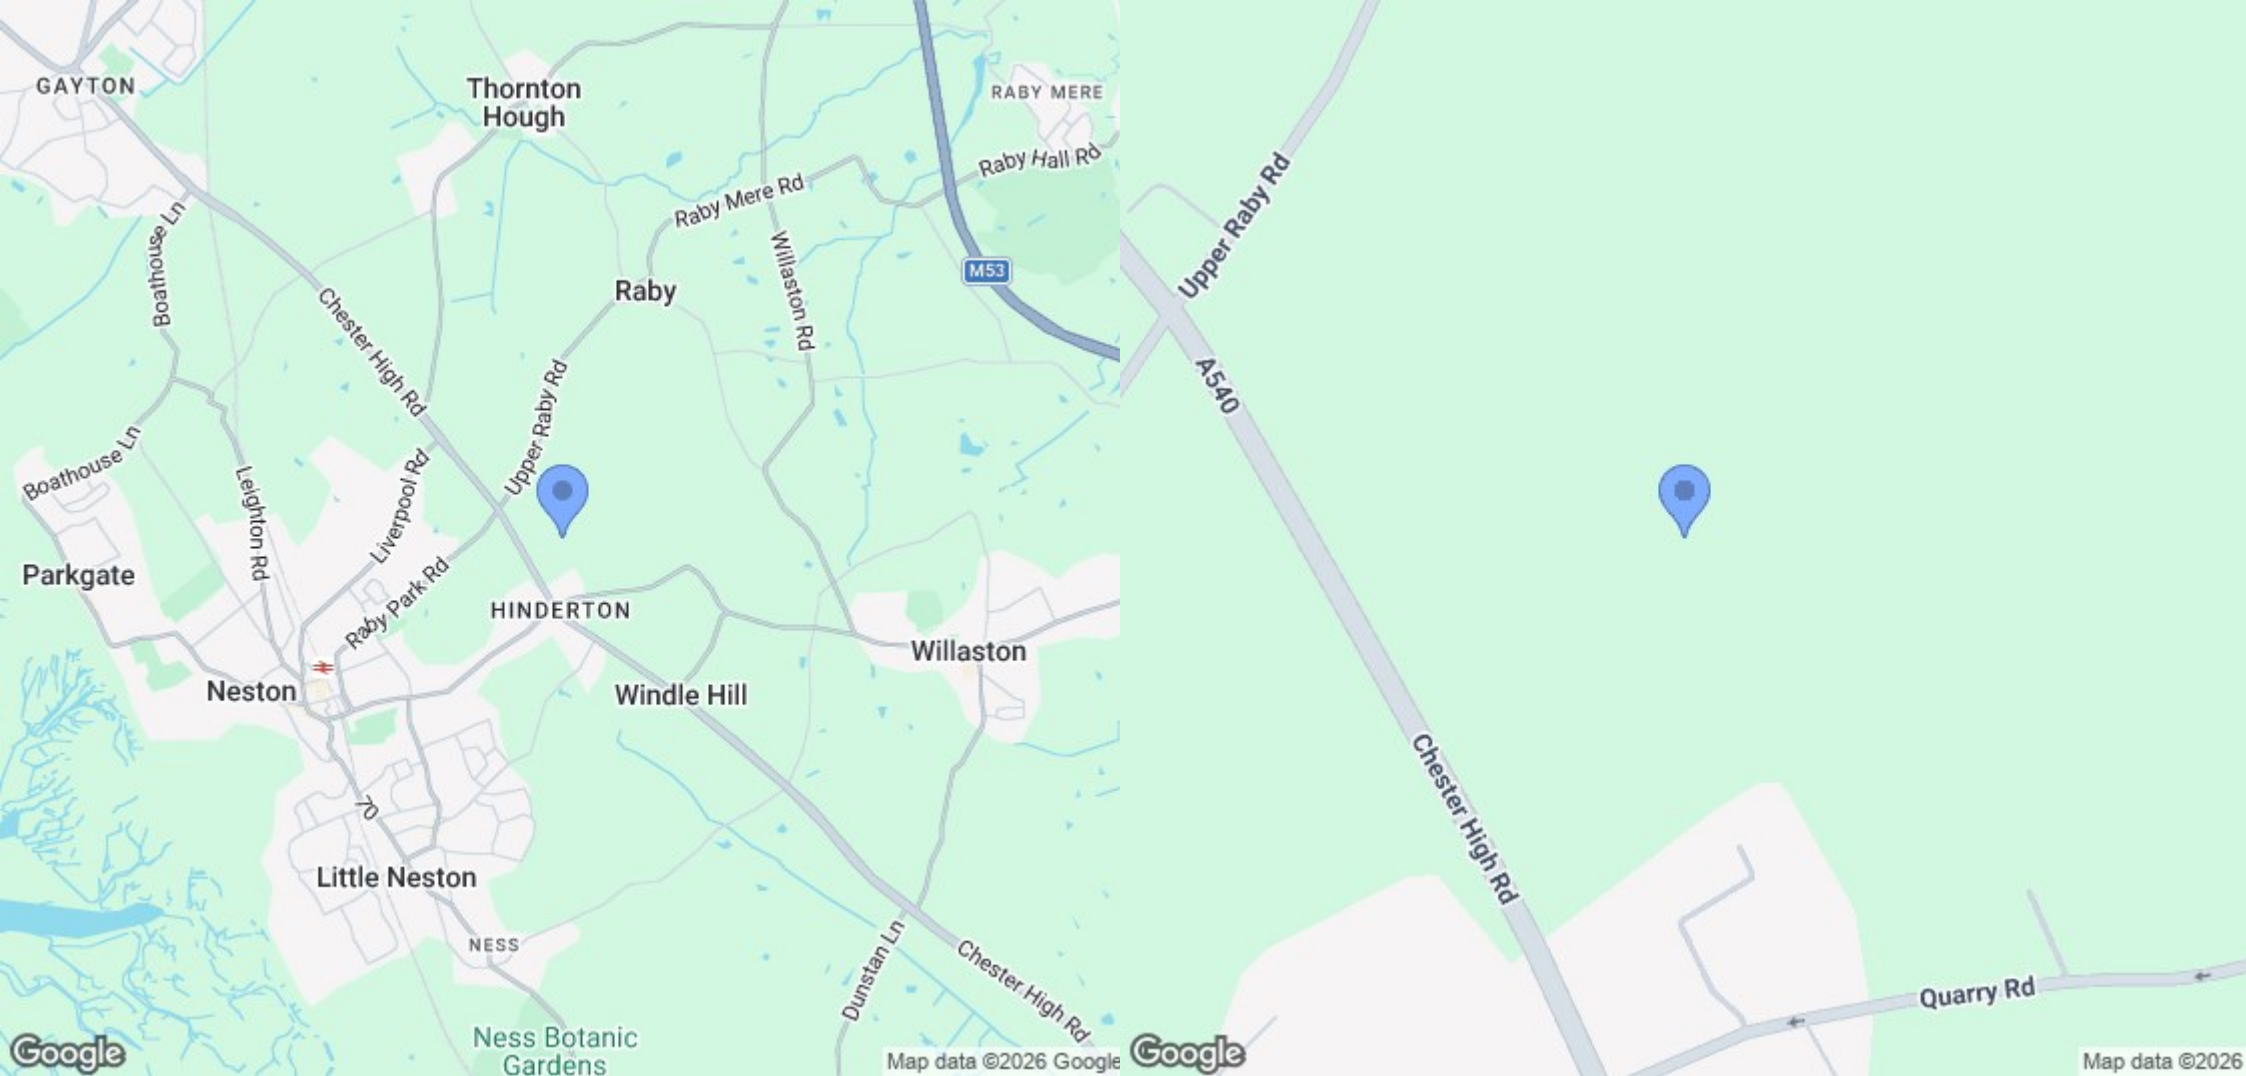 GAYTON
Thornton
Hough
RABY MERE
Raby Hall Rd
Raby Mere Rd
Boathouse Ln
Willaston Rd
M53
Raby
Chester High Rd
Upper Raby Rd
Boathouse Ln
Leighton Rd
Liverpool Rd
Parkgate
Raby Park Rd
HINDERTON
Willaston
Neston
Windle Hill
70
Little Neston
NESS
Dunstan Ln
Chester High Rd
Ness Botanic
Gardens
Google
Map data ©2026 Google
Upper Raby Rd
A540
Chester High Rd
Quarry Rd
Google
Map data ©2026